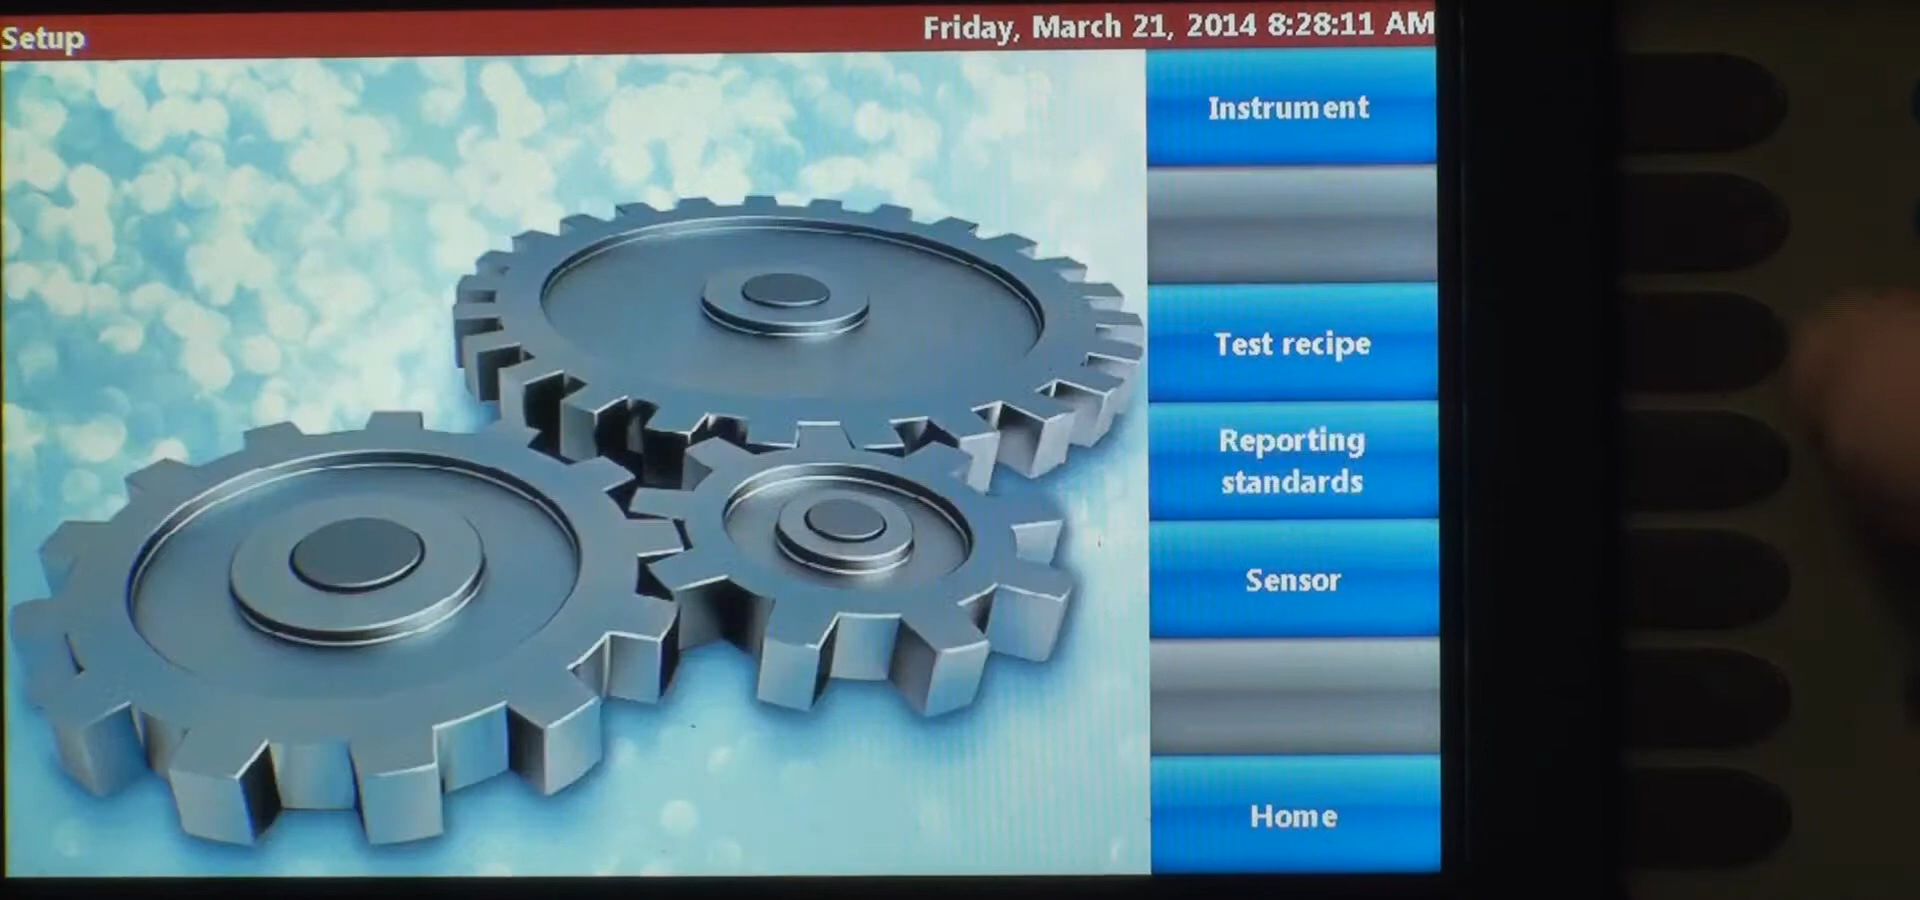 Setup
Friday, March 21, 2014 8:28:11 AM
Instrument
Test recipe
Reporting
standards
Sensor
Home